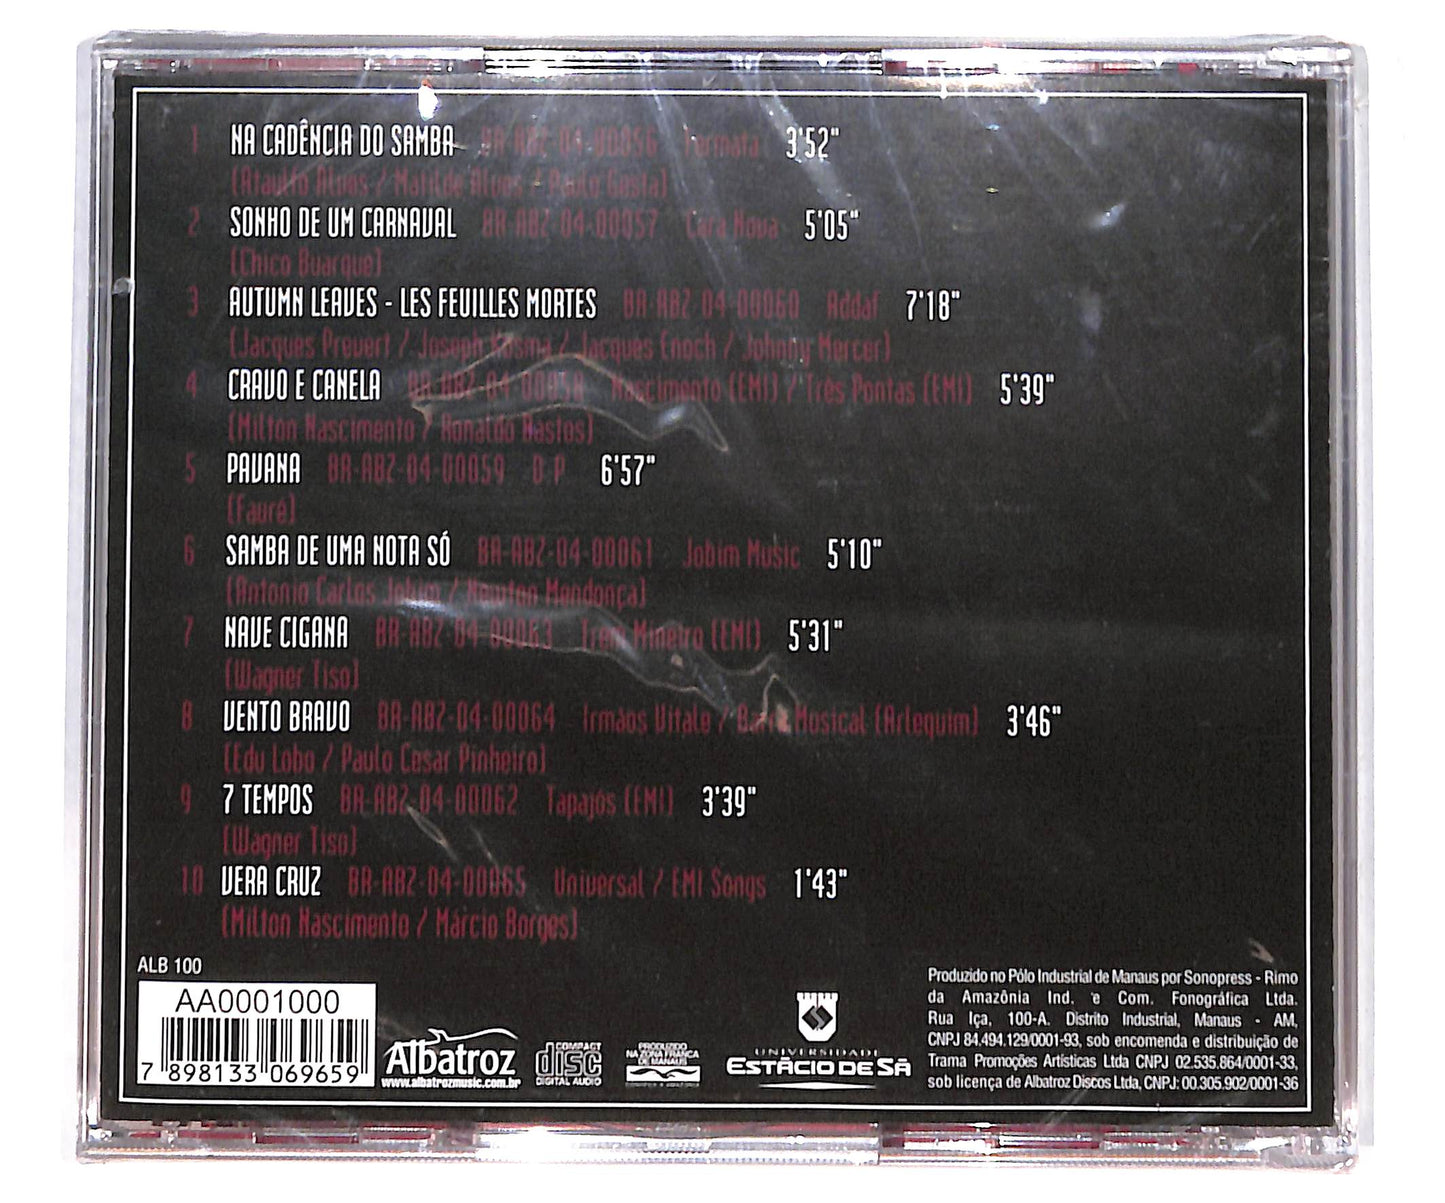 1 NA CADÊNCIA DO SAMBA BR-ABZ-04-00056 Fermata 3'52"
(Ataulfo Alves / Matilde Alves / Paulo Gesta)
2 SONHO DE UM CARNAVAL BR-ABZ-04-00057 Cara Nova 5'05"
(Chico Buarque)
3 AUTUMN LEAVES - LES FEUILLES MORTES BR-ABZ-04-00060 Addaf 7'18"
(Jacques Prevert / Joseph Kosma / Jacques Enoch / Johnny Mercer)
4 CRAVO E CANELA BR-ABZ-04-00058 Nascimento (EMI) / Três Pontas (EMI) 5'39"
(Milton Nascimento / Ronaldo Bastos)
5 PAVANA BR-ABZ-04-00059 D P 6'57"
(Fauré)
6 SAMBA DE UMA NOTA SÓ BR-ABZ-04-00061 Jobim Music 5'10"
(Antonio Carlos Jobim / Newton Mendonça)
7 NAVE CIGANA BR-ABZ-04-00063 Trem Mineiro (EMI) 5'31"
(Wagner Tiso)
8 VENTO BRAVO BR-ABZ-04-00064 Irmãos Vitale / Musical (Arlequim) 3'46"
(Edu Lobo / Paulo Cesar Pinheiro)
9 7 TEMPOS BR-ABZ-04-00062 Tapajós (EMI) 3'39"
(Wagner Tiso)
10 VERA CRUZ BR-ABZ-04-00065 Universal / EMI Songs 1'43"
(Milton Nascimento / Márcio Borges)
ALB 100
AA0001000
7 898133 069659
Albatroz
www.albatrozmusic.com.br
COMPACT
disc
DIGITAL AUDIO
PRODUZIDO
NA ZONA FRANCA
DE MANAUS
UNIVERSIDADE
ESTÁCIO DE SÁ
Produzido no Pólo Industrial de Manaus por Sonopress - Rimo
da Amazônia Ind. e Com. Fonográfica Ltda.
Rua Iça, 100-A. Distrito Industrial, Manaus - AM,
CNPJ 84.494.129/0001-93, sob encomenda e distribuição de
Trama Promoções Artísticas Ltda CNPJ 02.535.864/0001-33,
sob licença de Albatroz Discos Ltda, CNPJ: 00.305.902/0001-36